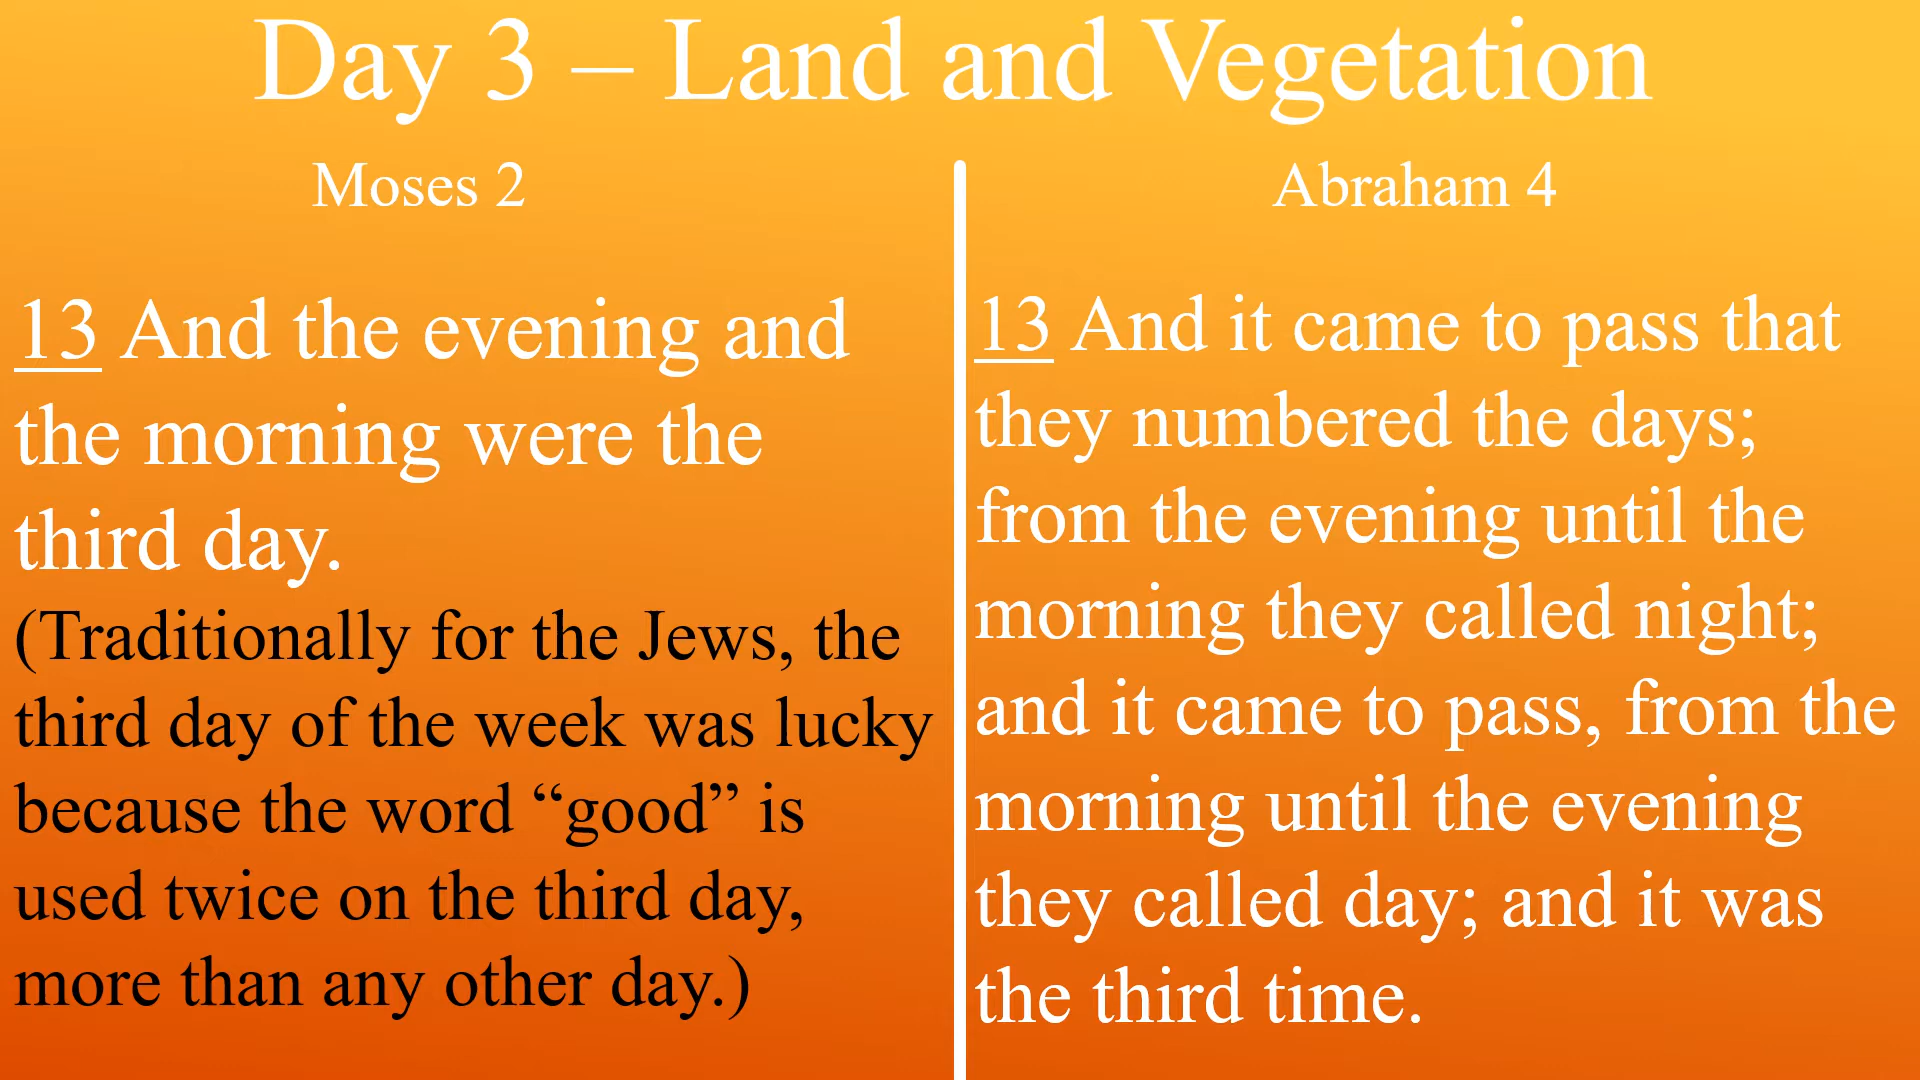 Day 3 – Land and Vegetation
Moses 2
13 And the evening and
the morning were the
third day.
(Traditionally for the Jews, the
third day of the week was lucky
because the word “good” is
used twice on the third day,
more than any other day.)
Abraham 4
13 And it came to pass that
they numbered the days;
from the evening until the
morning they called night;
and it came to pass, from the
morning until the evening
they called day; and it was
the third time.